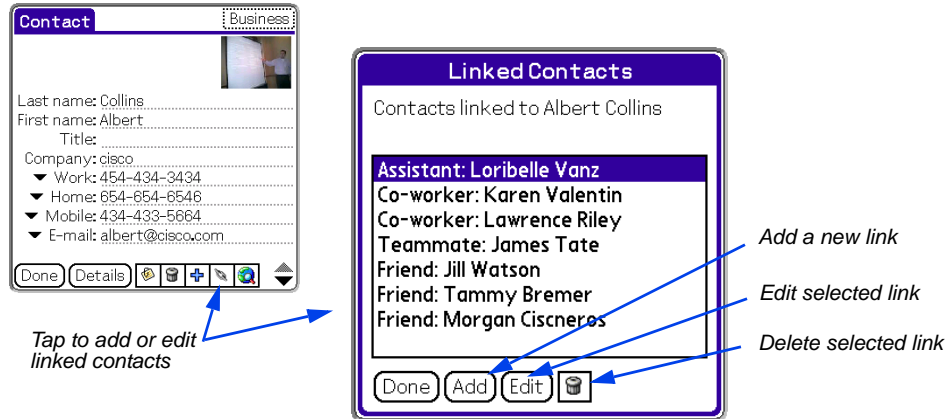 Contact
Business
Last name: Collins
First name: Albert
Title:
Company: cisco
Work: 454-434-3434
Home: 654-654-6546
Mobile: 434-433-5664
E-mail: albert@cisco.com
Done Details
Tap to add or edit
linked contacts
Linked Contacts
Contacts linked to Albert Collins
Assistant: Loribelle Vanz
Co-worker: Karen Valentin
Co-worker: Lawrence Riley
Teammate: James Tate
Friend: Jill Watson
Friend: Tammy Bremer
Friend: Morgan Ciscneros
Done Add Edit
Add a new link
Edit selected link
Delete selected link